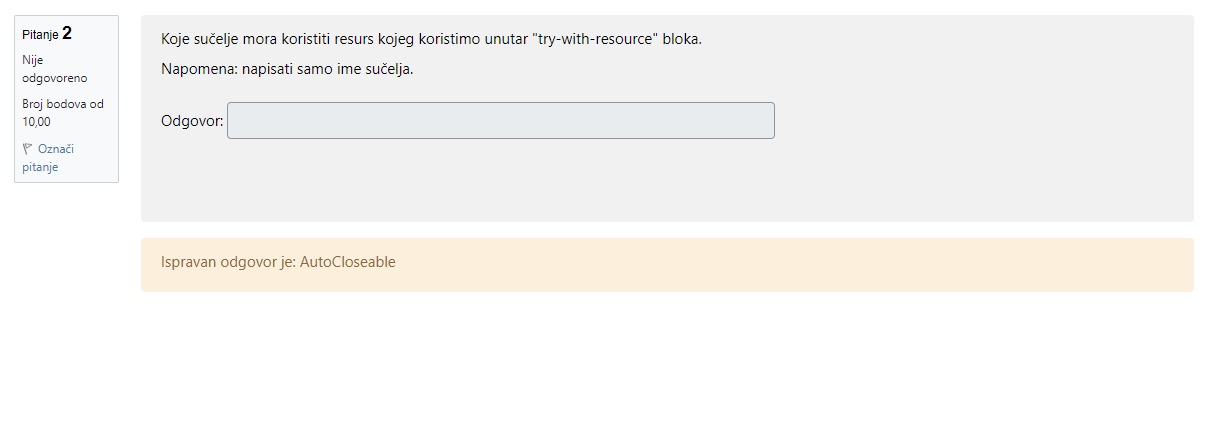 Pitanje 2
Nije
odgovoreno
Broj bodova od
10,00
Označi
pitanje
Koje sučelje mora koristiti resurs kojeg koristimo unutar "try-with-resource" bloka.
Napomena: napisati samo ime sučelja.
Odgovor:
Ispravan odgovor je: AutoCloseable